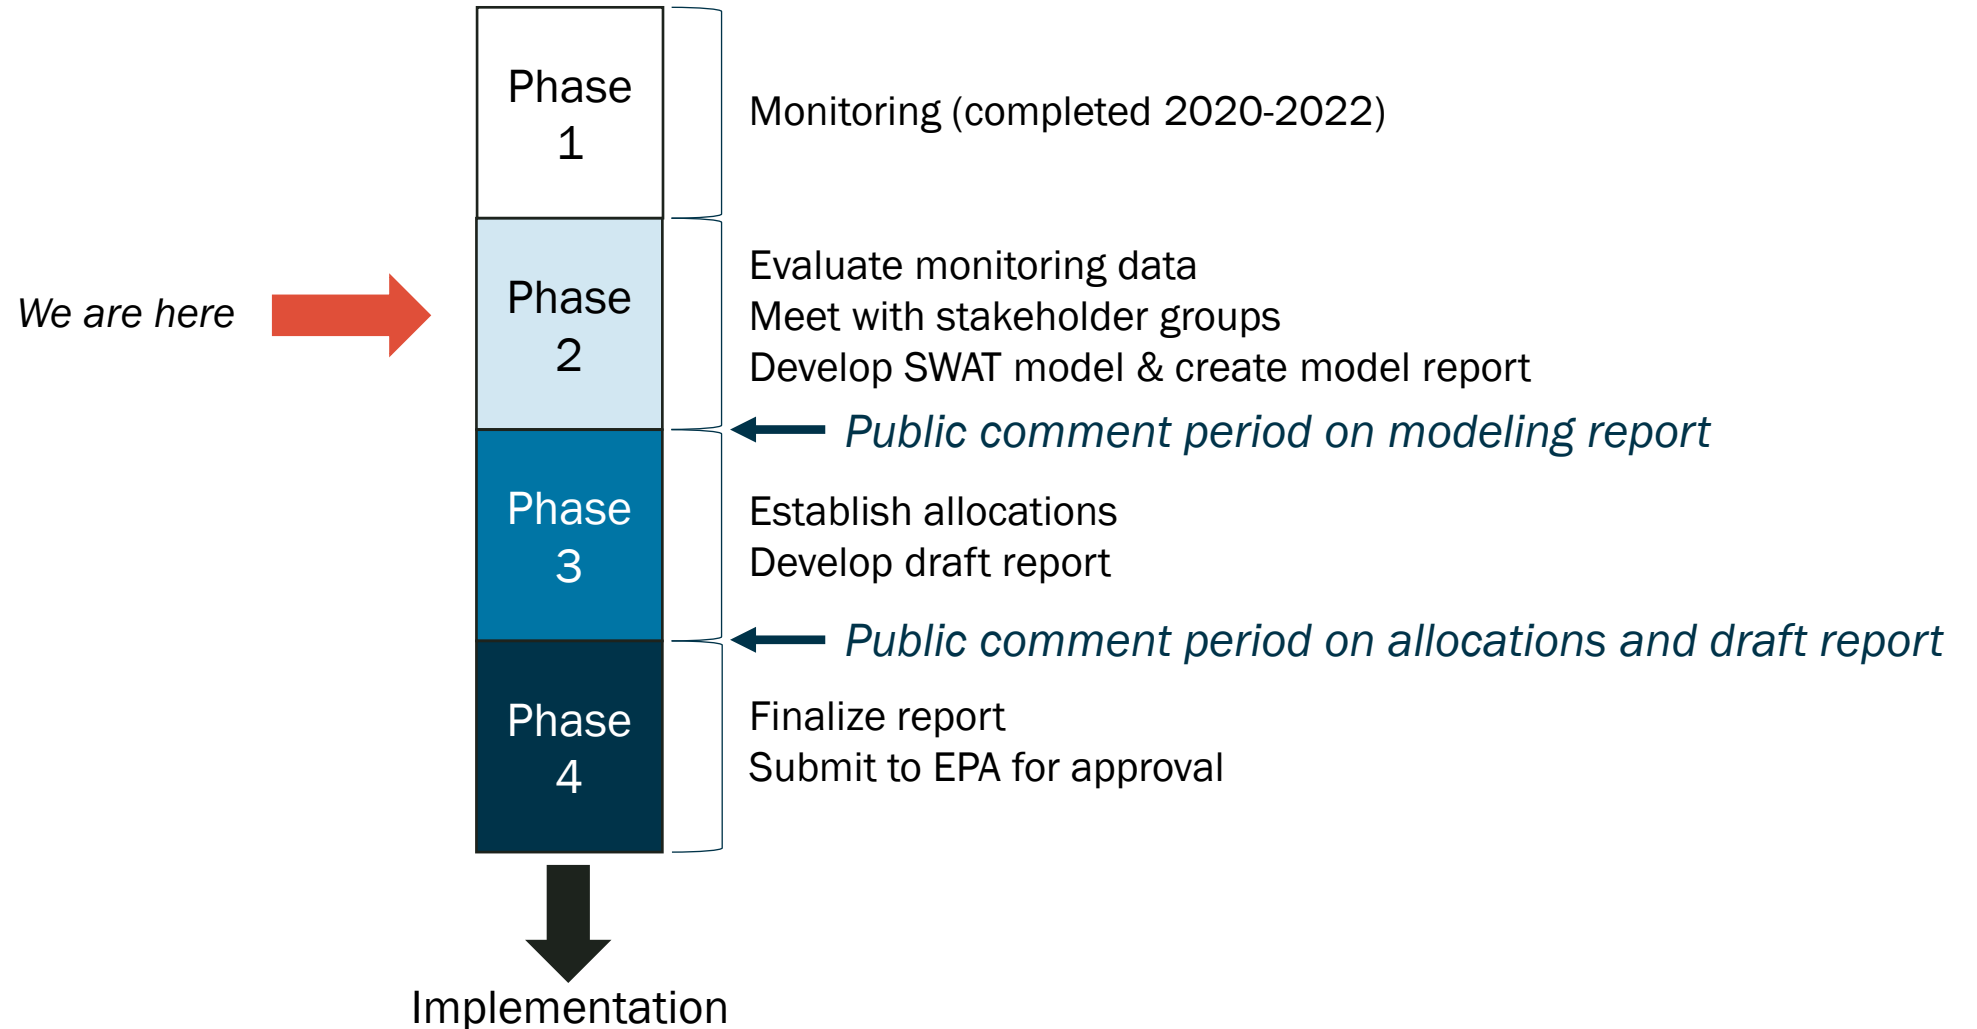 Phase
1
Monitoring (completed 2020-2022)
We are here
Phase
2
Evaluate monitoring data
Meet with stakeholder groups
Develop SWAT model & create model report
Public comment period on modeling report
Phase
3
Establish allocations
Develop draft report
Public comment period on allocations and draft report
Phase
4
Finalize report
Submit to EPA for approval
Implementation